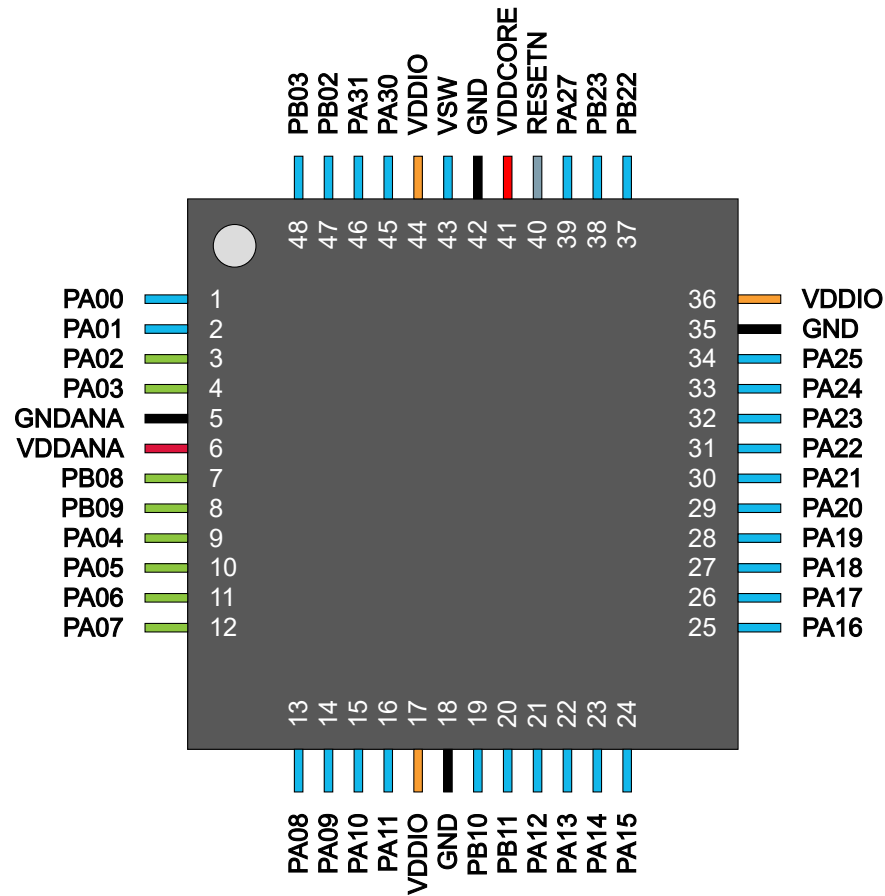 PB03 PB02 PA31 PA30 VDDIO VSW GND VDDCORE RESETN PA27 PB23 PB22
48 47 46 45 44 43 42 41 40 39 38 37
PA00 1 36 VDDIO
PA01 2 35 GND
PA02 3 34 PA25
PA03 4 33 PA24
GNDANA 5 32 PA23
VDDANA 6 31 PA22
PB08 7 30 PA21
PB09 8 29 PA20
PA04 9 28 PA19
PA05 10 27 PA18
PA06 11 26 PA17
PA07 12 25 PA16
13 14 15 16 17 18 19 20 21 22 23 24
PA08 PA09 PA10 PA11 VDDIO GND PB10 PB11 PA12 PA13 PA14 PA15